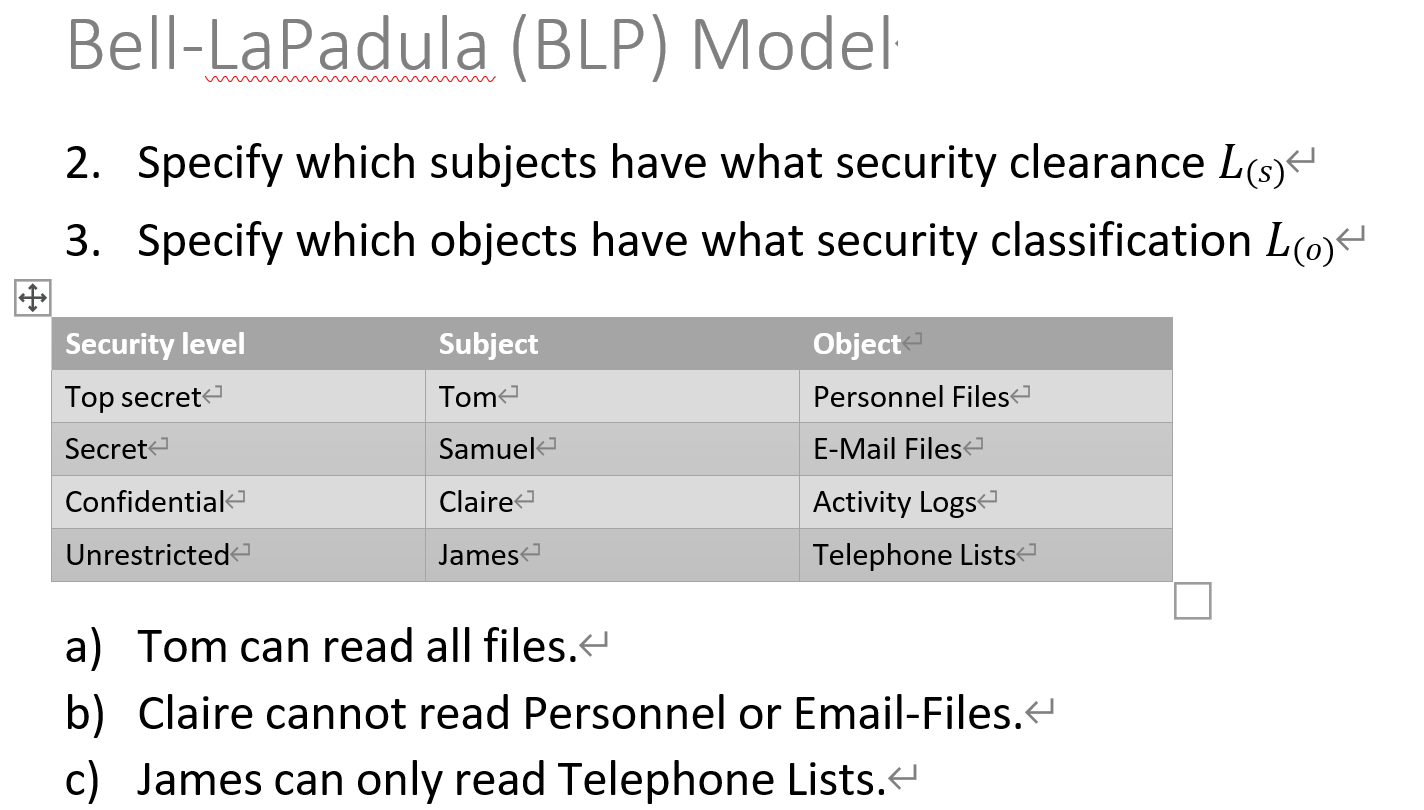 Bell-LaPadula (BLP) Model
2. Specify which subjects have what security clearance L(s)
3. Specify which objects have what security classification L(o)
Security level Subject Object
Top secret Tom Personnel Files
Secret Samuel E-Mail Files
Confidential Claire Activity Logs
Unrestricted James Telephone Lists
a) Tom can read all files.
b) Claire cannot read Personnel or Email-Files.
c) James can only read Telephone Lists.